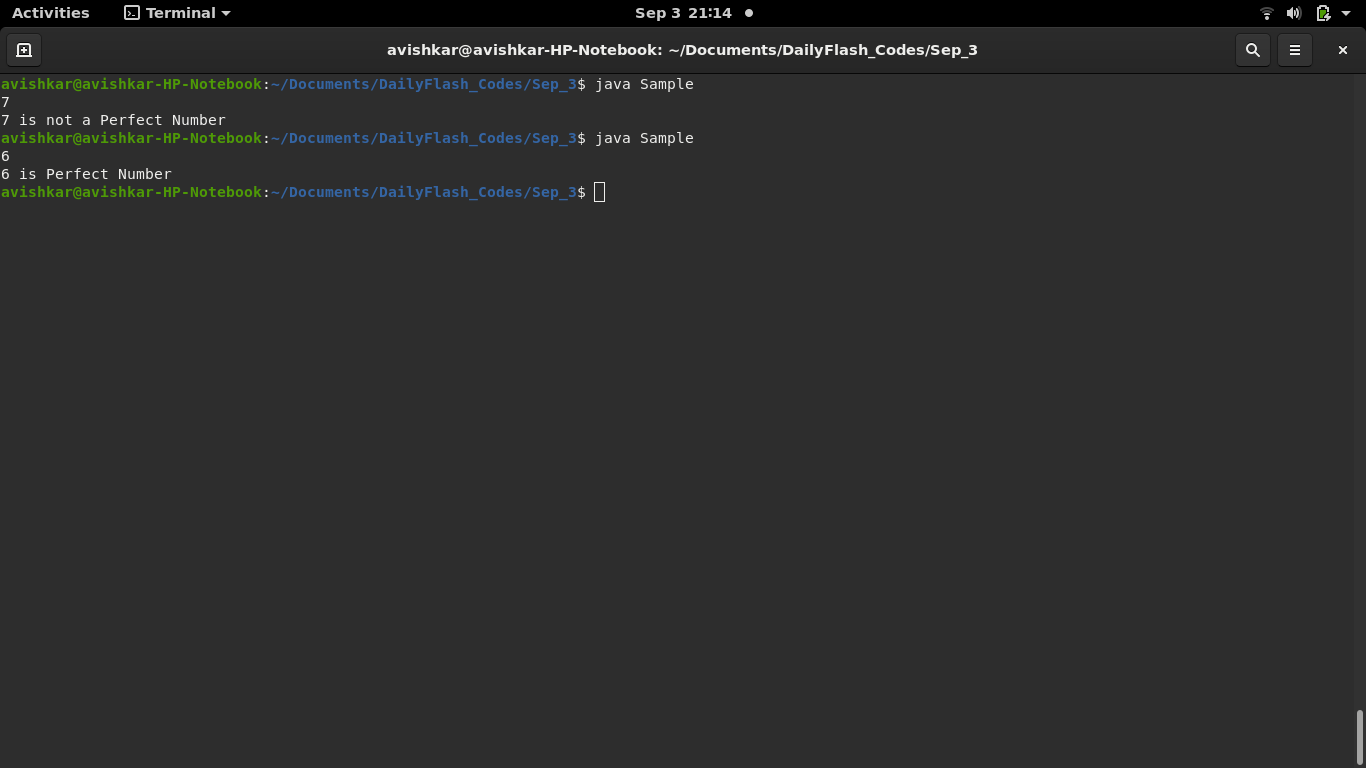 Activities Terminal Sep 3 21:14
avishkar@avishkar-HP-Notebook: ~/Documents/DailyFlash_Codes/Sep_3
avishkar@avishkar-HP-Notebook:~/Documents/DailyFlash_Codes/Sep_3$ java Sample
7
7 is not a Perfect Number
avishkar@avishkar-HP-Notebook:~/Documents/DailyFlash_Codes/Sep_3$ java Sample
6
6 is Perfect Number
avishkar@avishkar-HP-Notebook:~/Documents/DailyFlash_Codes/Sep_3$